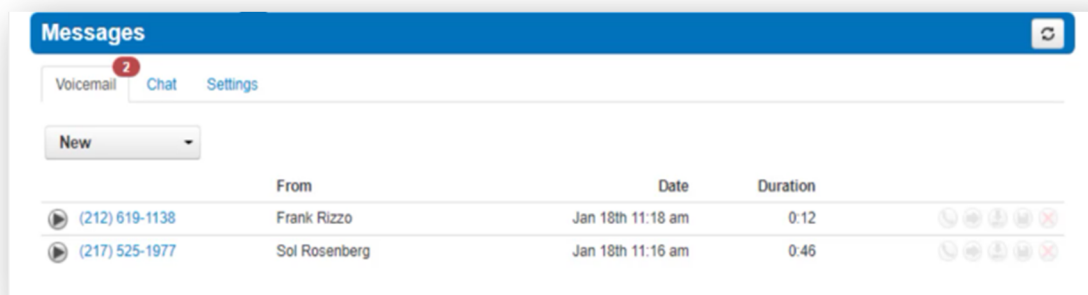 Messages
2
Voicemail Chat Settings
New
From Date Duration
(212) 619-1138 Frank Rizzo Jan 18th 11:18 am 0:12
(217) 525-1977 Sol Rosenberg Jan 18th 11:16 am 0:46